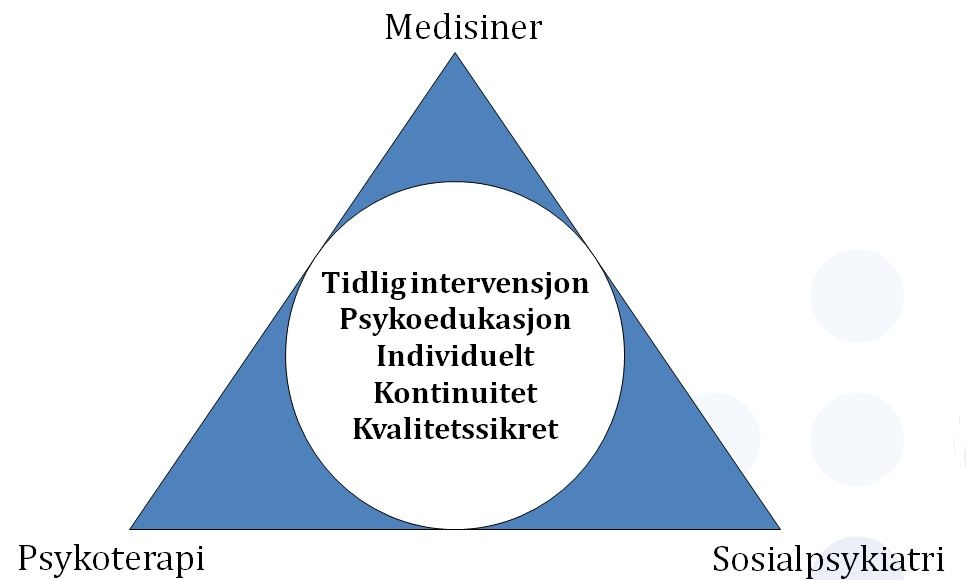 Medisiner
Tidlig intervensjon
Psykoedukasjon
Individuelt
Kontinuitet
Kvalitetssikret
Psykoterapi
Sosialpsykiatri